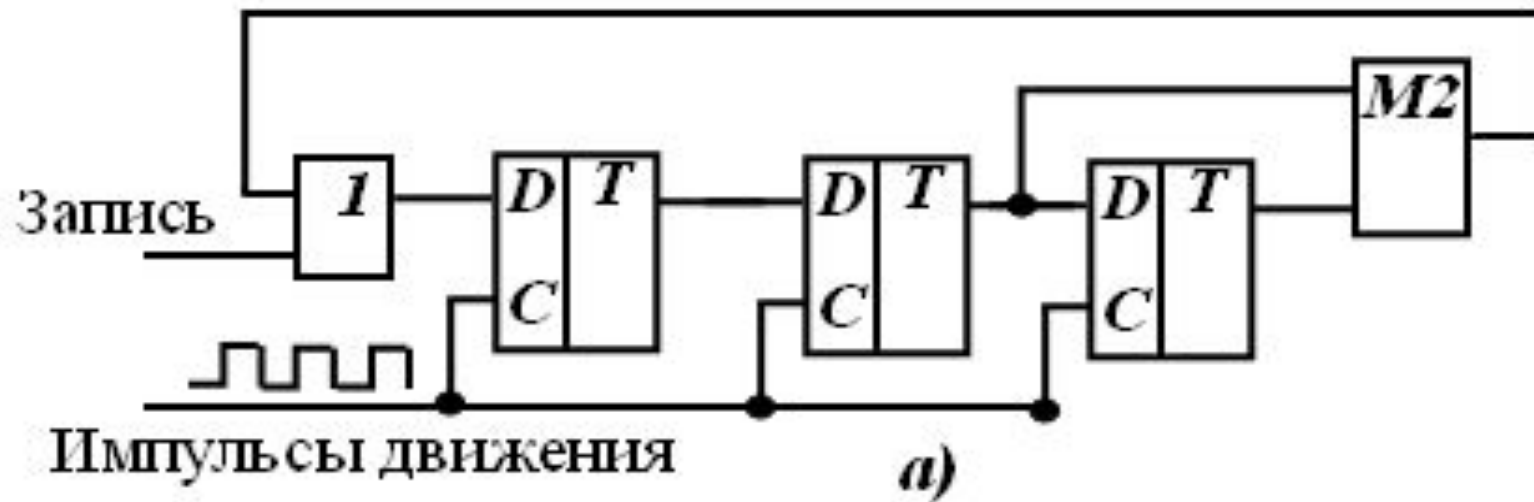 M2
1 D T D T D T
Запись
C C C
Импульсы движения а)